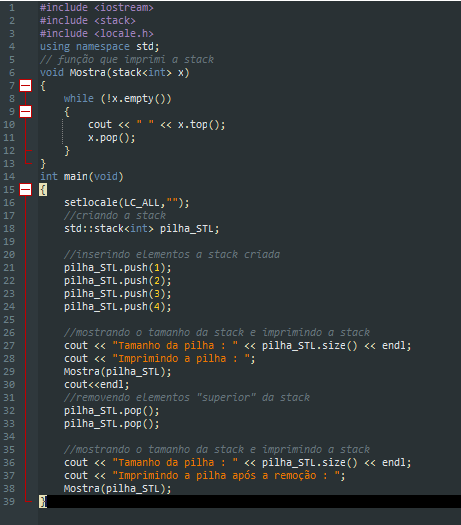 1 #include <iostream>
2 #include <stack>
3 #include <locale.h>
4 using namespace std;
5 // função que imprimi a stack
6 void Mostra(stack<int> x)
7 {
8 while (!x.empty())
9 {
10 cout << " " << x.top();
11 x.pop();
12 }
13 }
14 int main(void)
15 {
16 setlocale(LC_ALL,"");
17 //criando a stack
18 std::stack<int> pilha_STL;
19
20 //inserindo elementos a stack criada
21 pilha_STL.push(1);
22 pilha_STL.push(2);
23 pilha_STL.push(3);
24 pilha_STL.push(4);
25
26 //mostrando o tamanho da stack e imprimindo a stack
27 cout << "Tamanho da pilha : " << pilha_STL.size() << endl;
28 cout << "Imprimindo a pilha : ";
29 Mostra(pilha_STL);
30 cout<<endl;
31 //removendo elementos "superior" da stack
32 pilha_STL.pop();
33 pilha_STL.pop();
34
35 //mostrando o tamanho da stack e imprimindo a stack
36 cout << "Tamanho da pilha : " << pilha_STL.size() << endl;
37 cout << "Imprimindo a pilha após a remoção : ";
38 Mostra(pilha_STL);
39 }